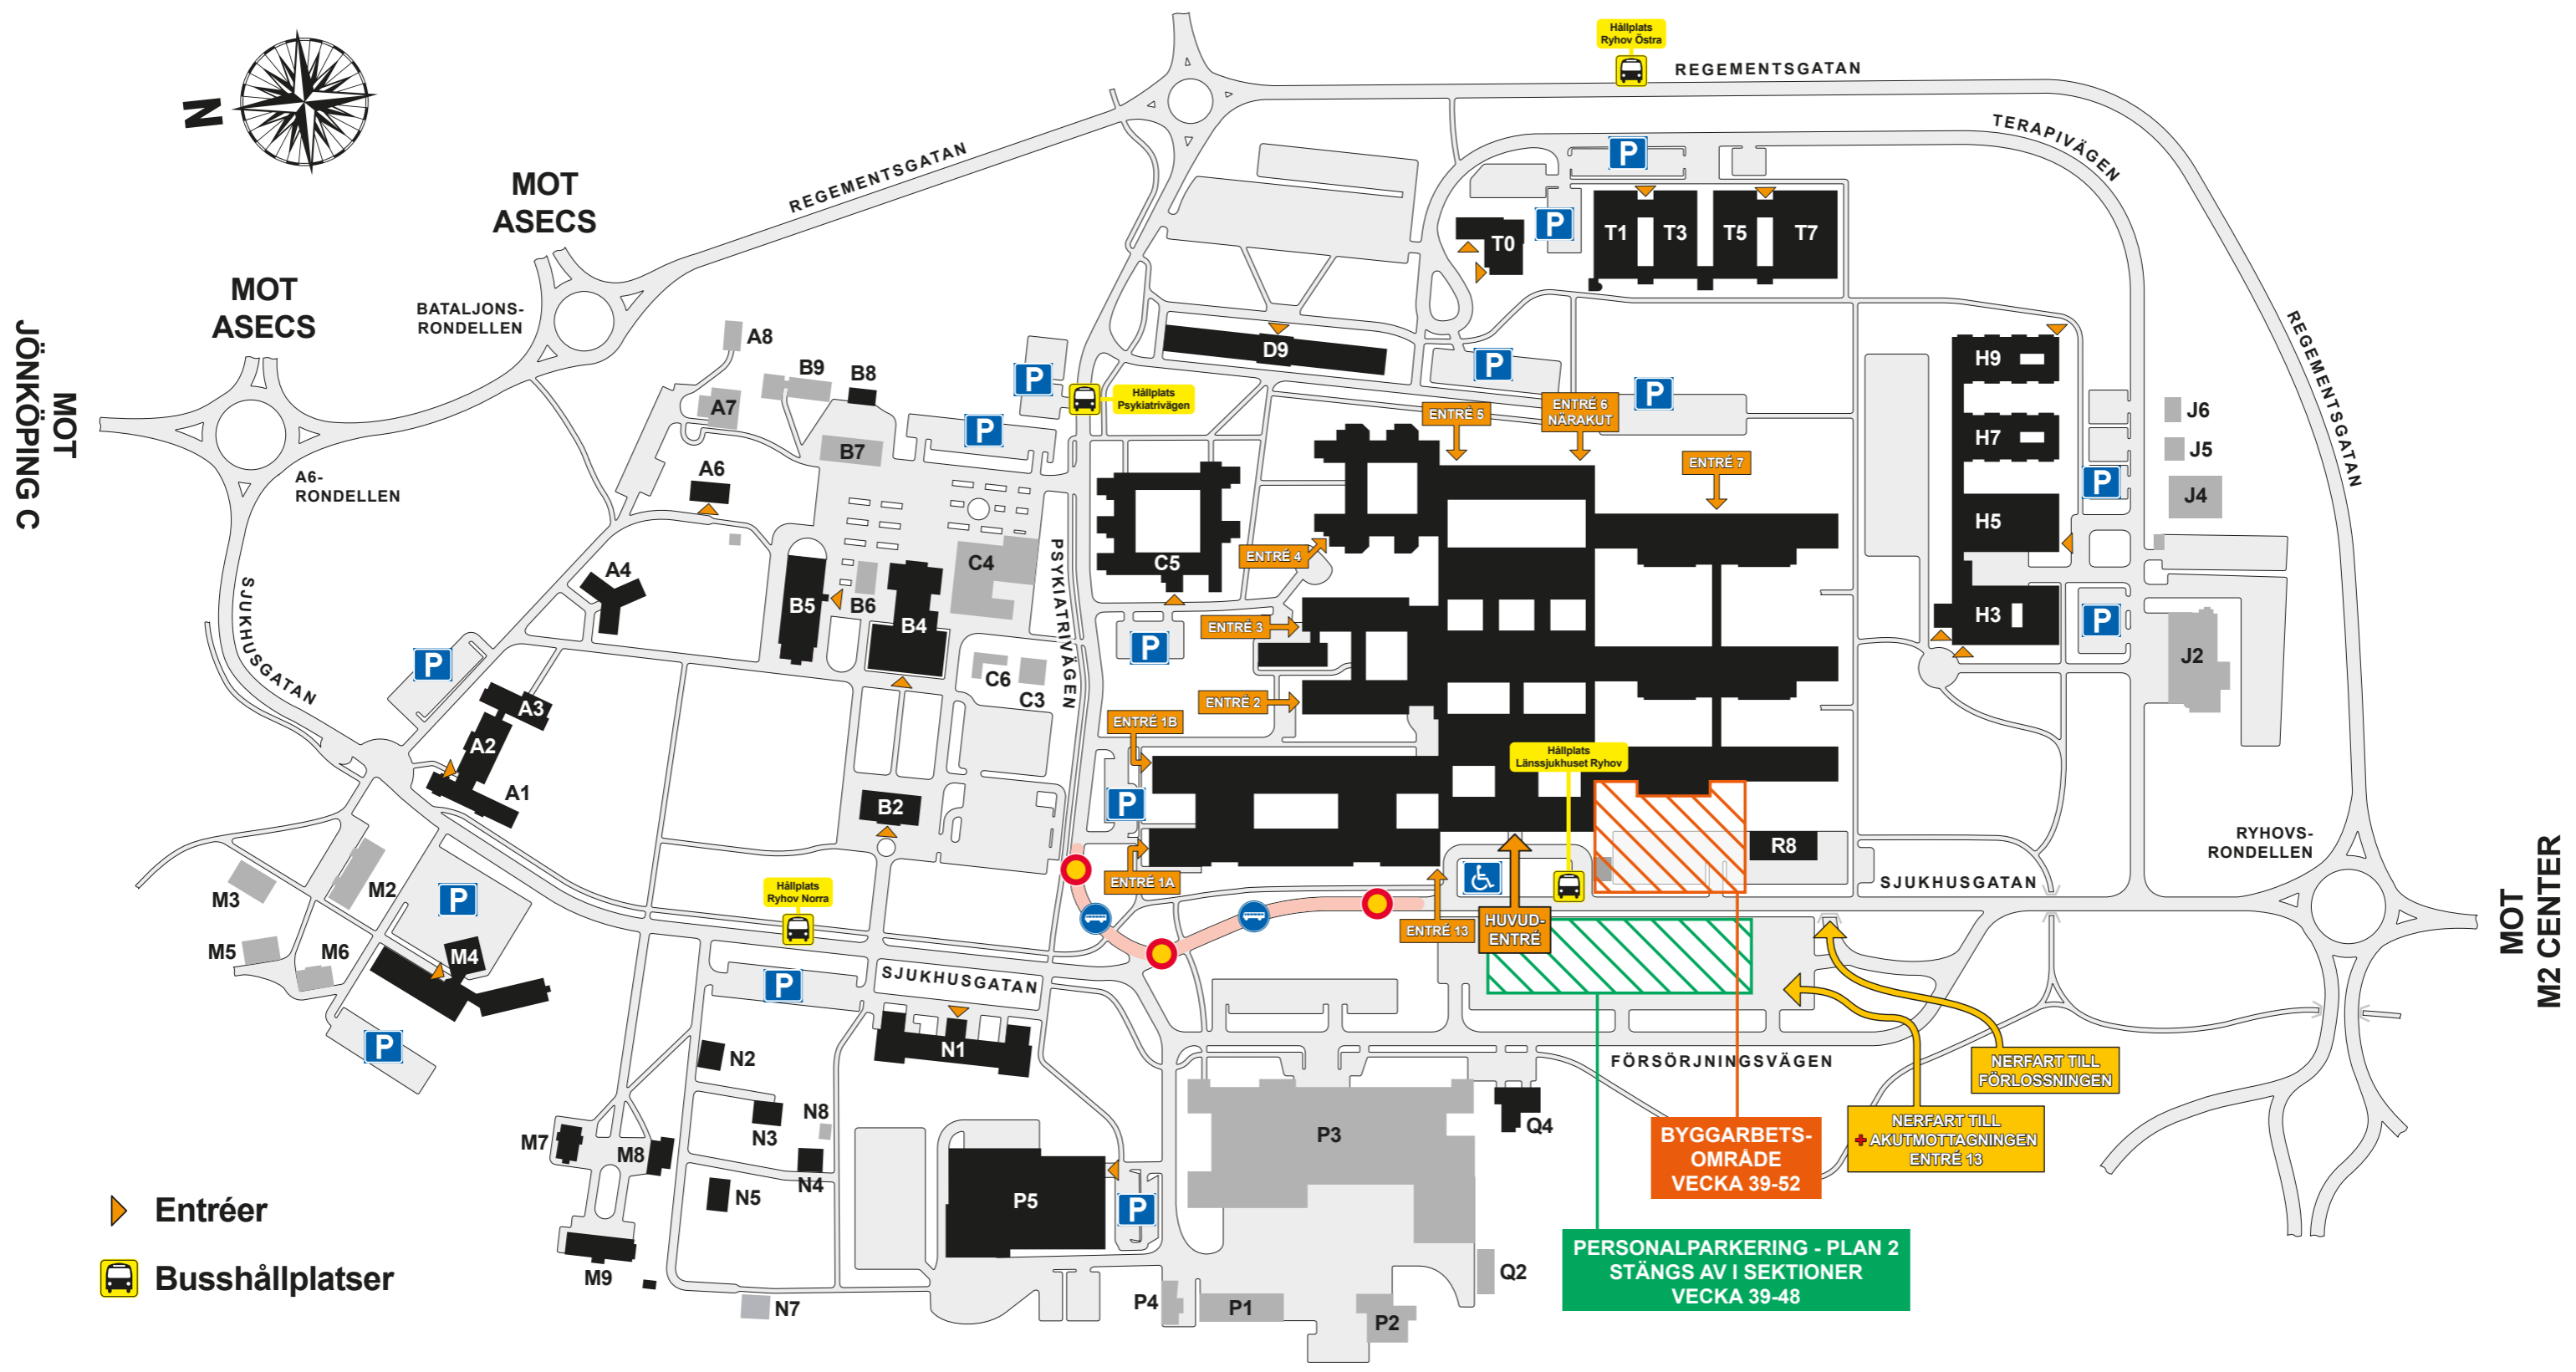 Hållplats
Ryhov Östra
REGEMENTSGATAN
TERAPIVÄGEN
N
MOT
ASECS
REGEMENTSGATAN
P
P
T0
T1
T3
T5
T7
MOT
ASECS
BATALJONS-
RONDELLEN
REGEMENTSGATAN
MOT
JÖNKÖPING C
A8
B9
B8
A7
B7
P
P
Hållplats
Psykiatrivägen
D9
P
P
ENTRÉ 5
ENTRÉ 6
NÄRAKUT
ENTRÉ 7
H9
H7
H5
H3
P
P
J6
J5
J4
J2
A6-
RONDELLEN
A6
A4
B5
B6
B4
C4
C5
C6
C3
PSYKIATRIVÄGEN
ENTRÉ 4
ENTRÉ 3
ENTRÉ 2
ENTRÉ 1B
P
P
SJUKHUSGATAN
P
A3
A2
A1
B2
Hållplats
Länssjukhuset Ryhov
R8
RYHOVS-
RONDELLEN
SJUKHUSGATAN
MOT
M2 CENTER
ENTRÉ 1A
ENTRÉ 13
HUVUD-
ENTRÉ
M3
M2
P
M5
M6
M4
P
Hållplats
Ryhov Norra
P
SJUKHUSGATAN
N1
N2
N3
N8
N4
N5
N7
M7
M8
M9
P5
P
P3
P4
P1
P2
Q4
Q2
FÖRSÖRJNINGSVÄGEN
NERFART TILL
FÖRLOSSNINGEN
NERFART TILL
AKUTMOTTAGNINGEN
ENTRÉ 13
BYGGARBETS-
OMRÅDE
VECKA 39-52
PERSONALPARKERING - PLAN 2
STÄNGS AV I SEKTIONER
VECKA 39-48
Entréer
Busshållplatser